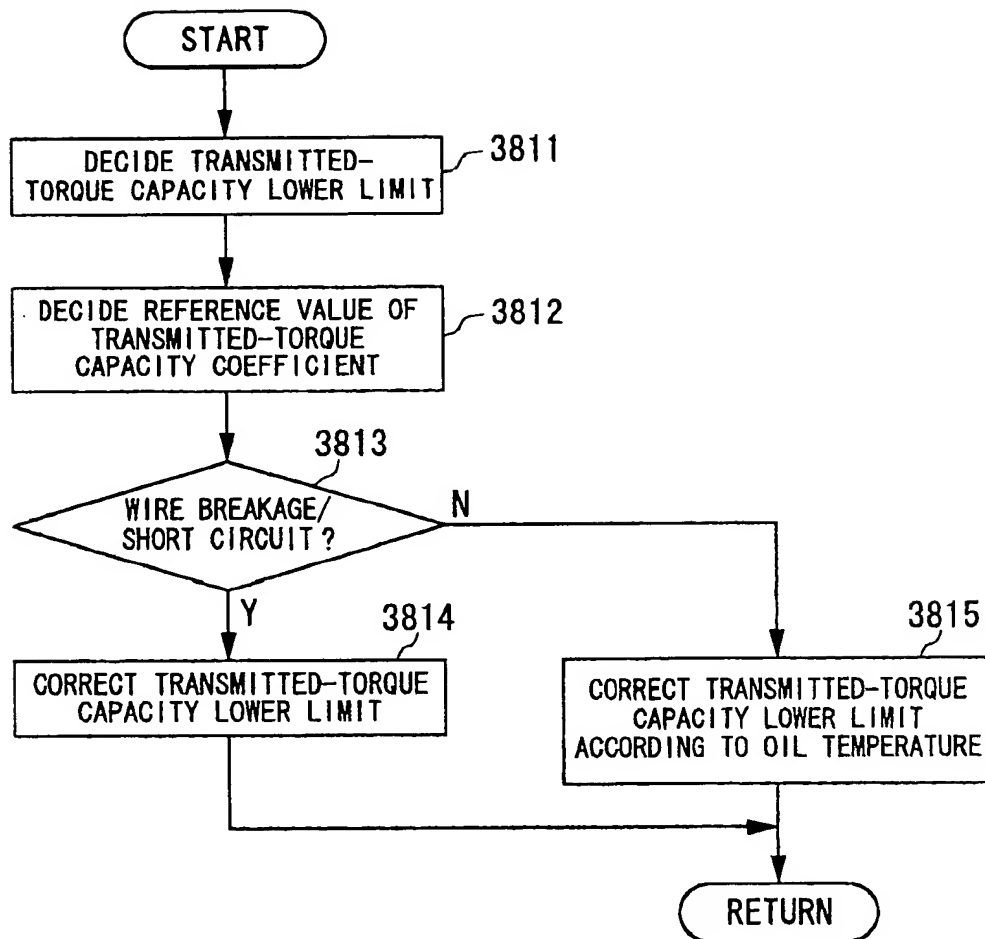 START
DECIDE TRANSMITTED-
TORQUE CAPACITY LOWER LIMIT
3811
DECIDE REFERENCE VALUE OF
TRANSMITTED-TORQUE
CAPACITY COEFFICIENT
3812
3813
WIRE BREAKAGE/
SHORT CIRCUIT?
N
Y
3814
CORRECT TRANSMITTED-TORQUE
CAPACITY LOWER LIMIT
3815
CORRECT TRANSMITTED-TORQUE
CAPACITY LOWER LIMIT
ACCORDING TO OIL TEMPERATURE
RETURN